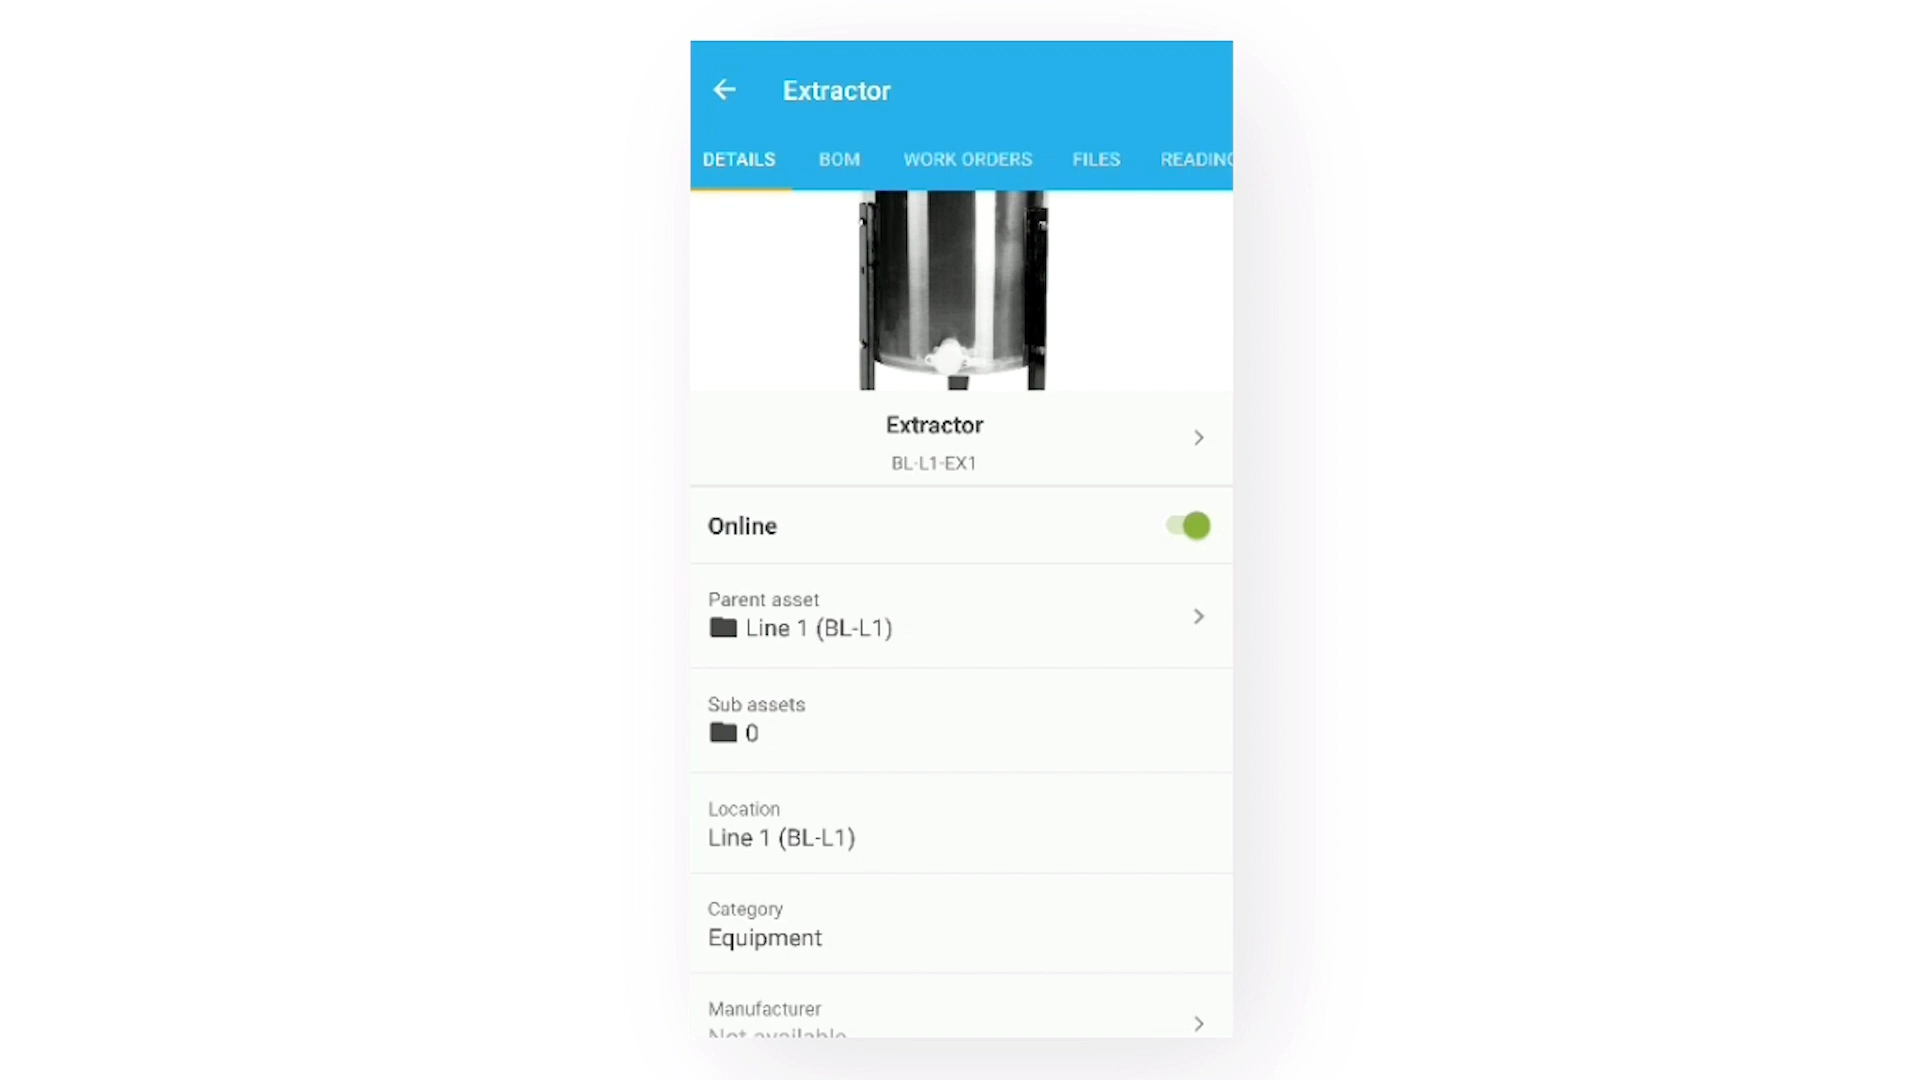 Extractor
DETAILS BOM WORK ORDERS FILES READING
Extractor
BL-L1-EX1
Online
Parent asset
Line 1 (BL-L1)
Sub assets
0
Location
Line 1 (BL-L1)
Category
Equipment
Manufacturer
Not available